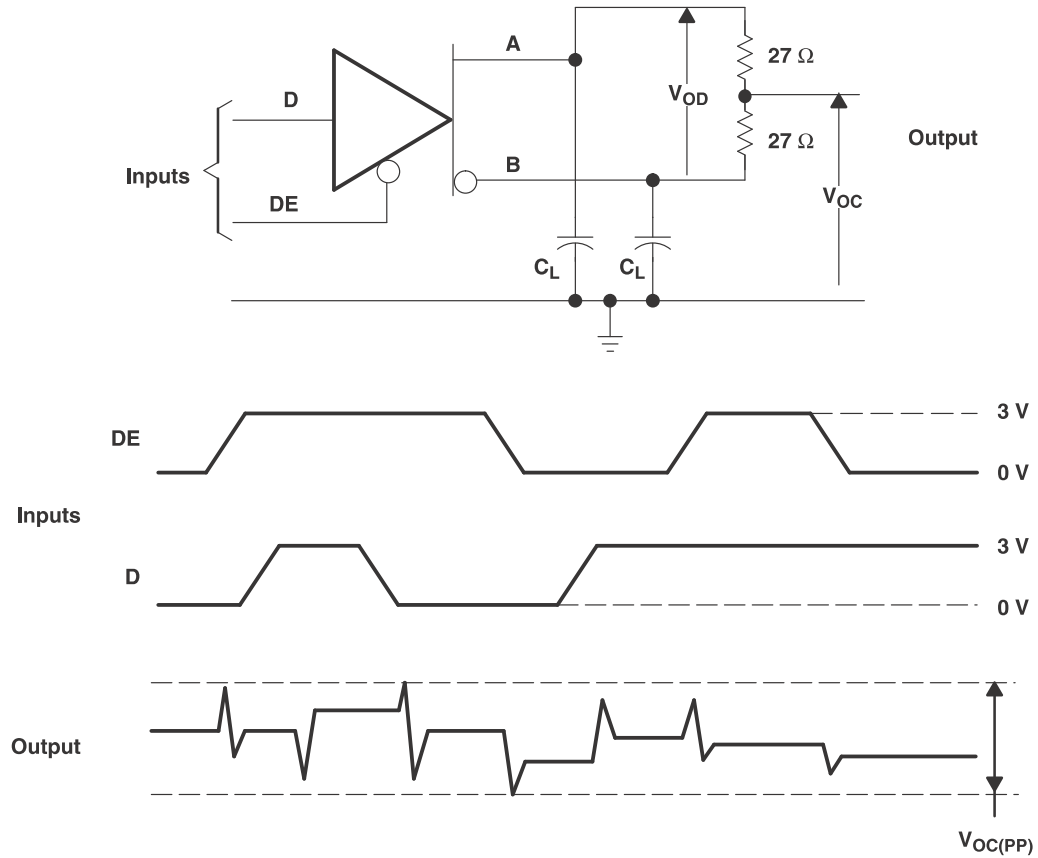 A
27 Ω
D
V_OD
27 Ω
Output
Inputs
B
DE
V_OC
C_L
C_L
3 V
DE
0 V
Inputs
3 V
D
0 V
Output
V_OC(PP)